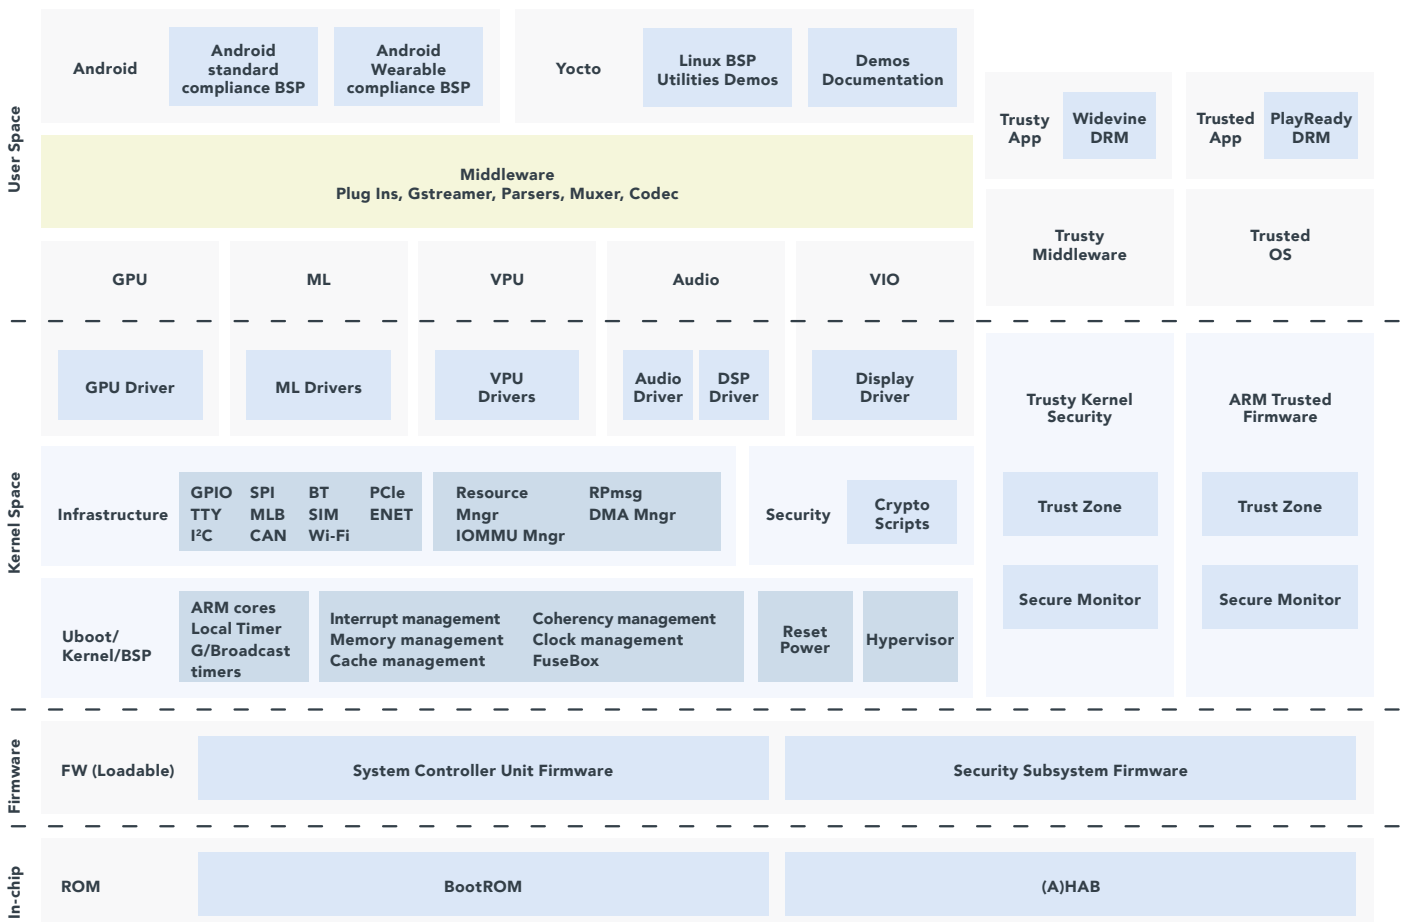 User Space
Android
Android
standard
compliance BSP
Android
Wearable
compliance BSP
Yocto
Linux BSP
Utilities Demos
Demos
Documentation
Trusty
App
Widevine
DRM
Trusted
App
PlayReady
DRM
Middleware
Plug Ins, Gstreamer, Parsers, Muxer, Codec
Trusty
Middleware
Trusted
OS
GPU
ML
VPU
Audio
VIO
Kernel Space
GPU Driver
ML Drivers
VPU
Drivers
Audio
Driver
DSP
Driver
Display
Driver
Trusty Kernel
Security
ARM Trusted
Firmware
Infrastructure
GPIO SPI BT PCle
TTY MLB SIM ENET
I²C CAN Wi-Fi
Resource RPmsg
Mngr DMA Mngr
IOMMU Mngr
Security
Crypto
Scripts
Trust Zone
Trust Zone
Secure Monitor
Secure Monitor
Uboot/
Kernel/BSP
ARM cores
Local Timer
G/Broadcast
timers
Interrupt management Coherency management
Memory management Clock management
Cache management FuseBox
Reset
Power
Hypervisor
Firmware
FW (Loadable)
System Controller Unit Firmware
Security Subsystem Firmware
In-chip
ROM
BootROM
(A)HAB